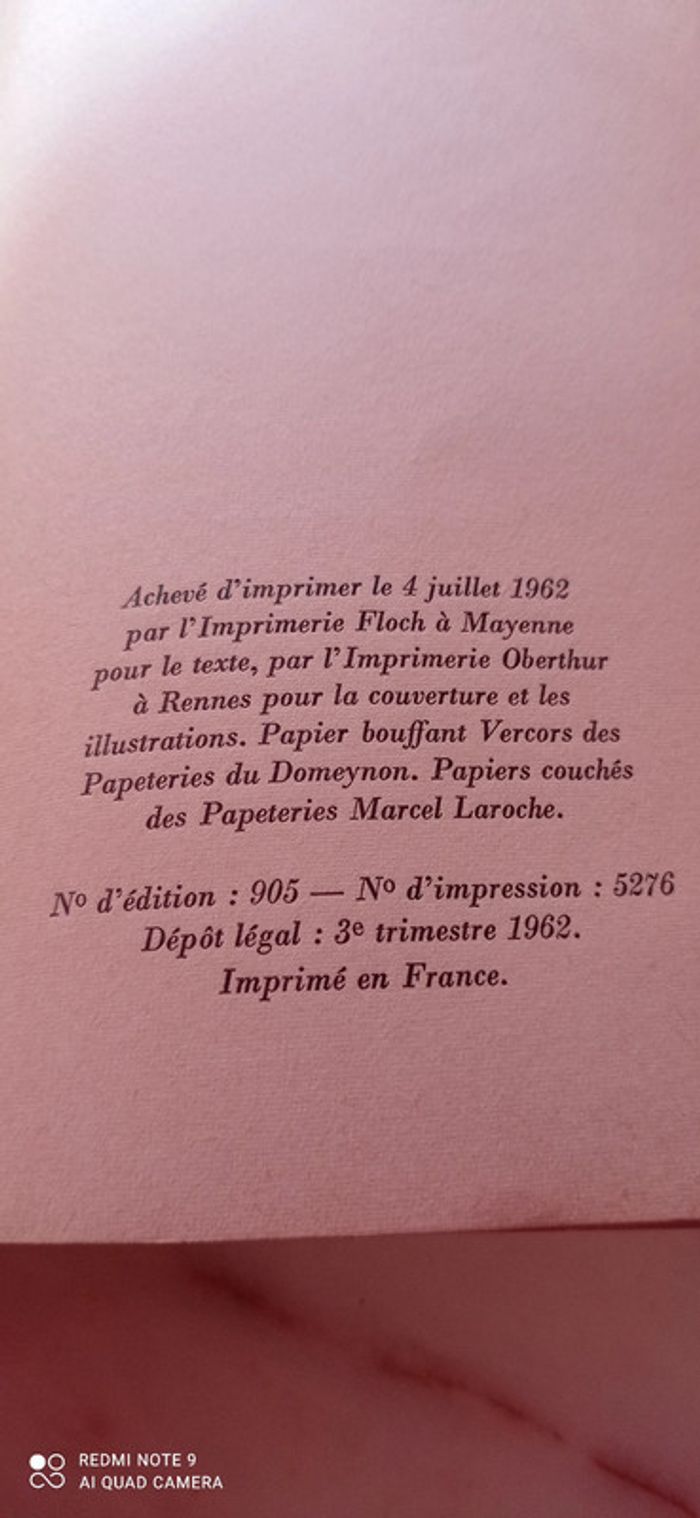 Achevé d'imprimer le 4 juillet 1962
par l'Imprimerie Floch à Mayenne
pour le texte, par l'Imprimerie Oberthur
à Rennes pour la couverture et les
illustrations. Papier bouffant Vercors des
Papeteries du Domeynon. Papiers couchés
des Papeteries Marcel Laroche.
Nº d'édition : 905 — Nº d'impression : 5276
Dépôt légal : 3e trimestre 1962.
Imprimé en France.
REDMI NOTE 9
AI QUAD CAMERA